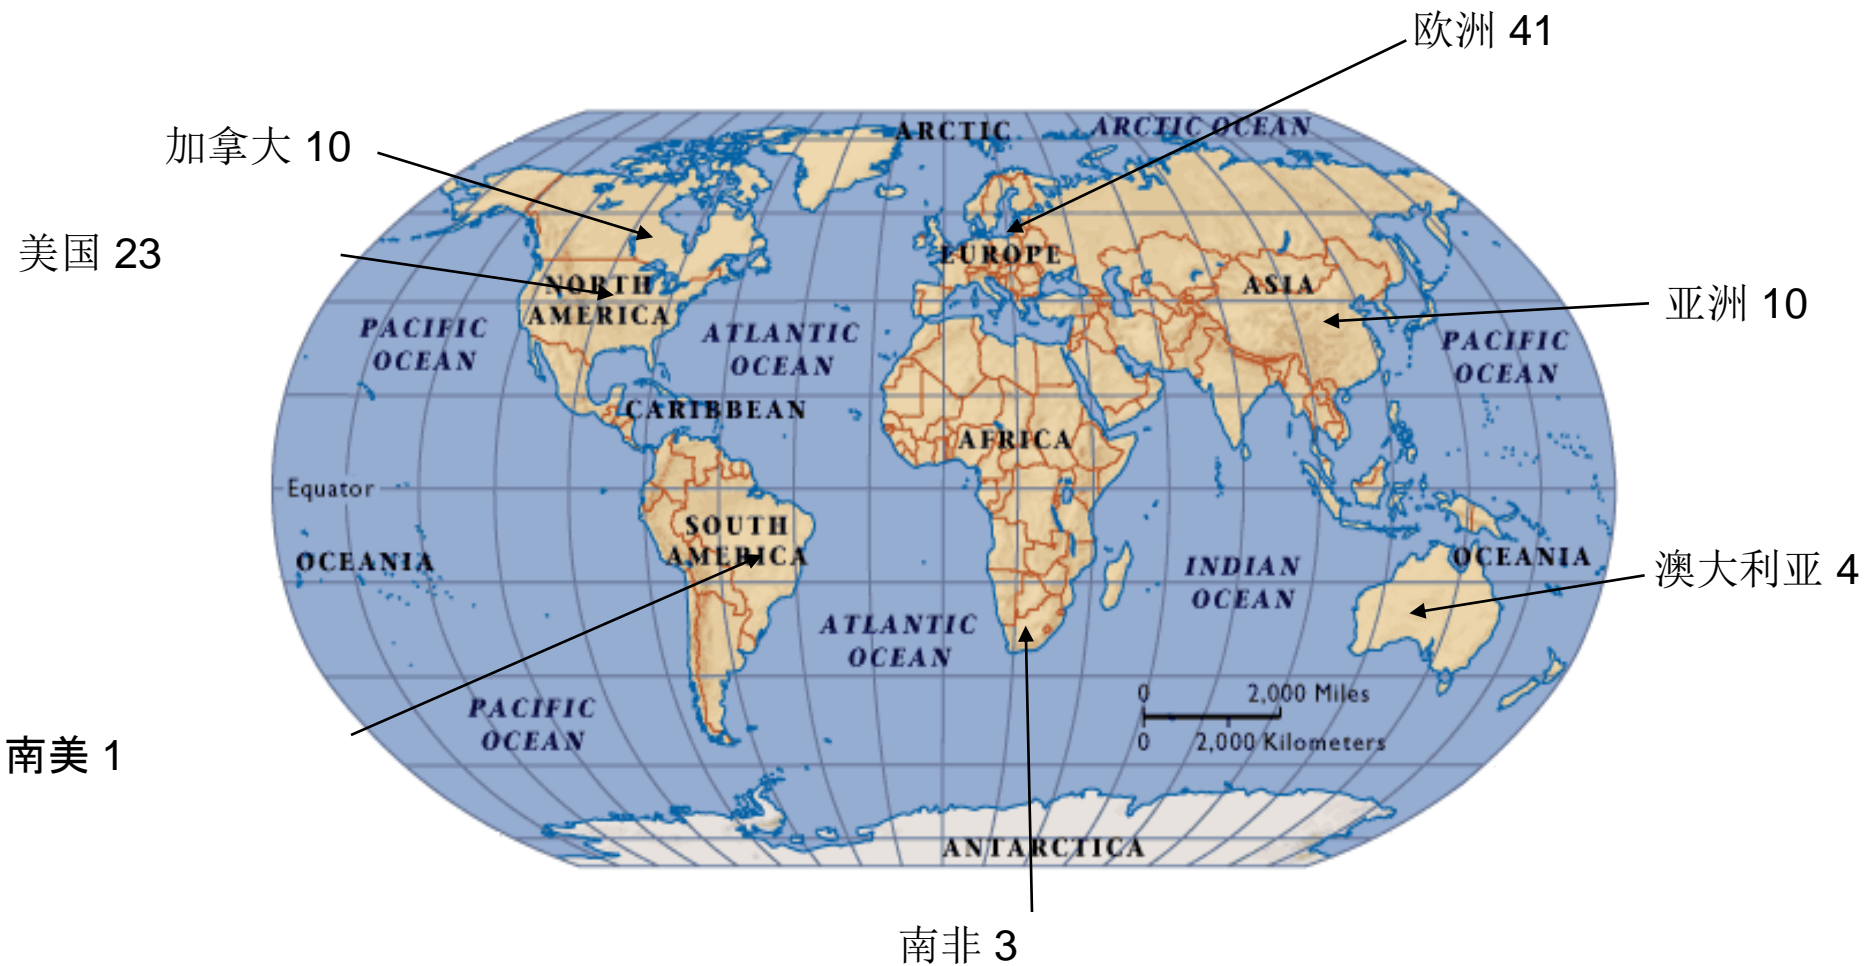 欧洲 41
加拿大 10
美国 23
亚洲 10
澳大利亚 4
南美 1
南非 3
ARCTIC
ARCTIC OCEAN
EUROPE
NORTH
AMERICA
ASIA
PACIFIC
OCEAN
ATLANTIC
OCEAN
PACIFIC
OCEAN
CARIBBEAN
AFRICA
Equator
SOUTH
AMERICA
OCEANIA
INDIAN
OCEAN
OCEANIA
ATLANTIC
OCEAN
PACIFIC
OCEAN
0 2,000 Miles
0 2,000 Kilometers
ANTARCTICA